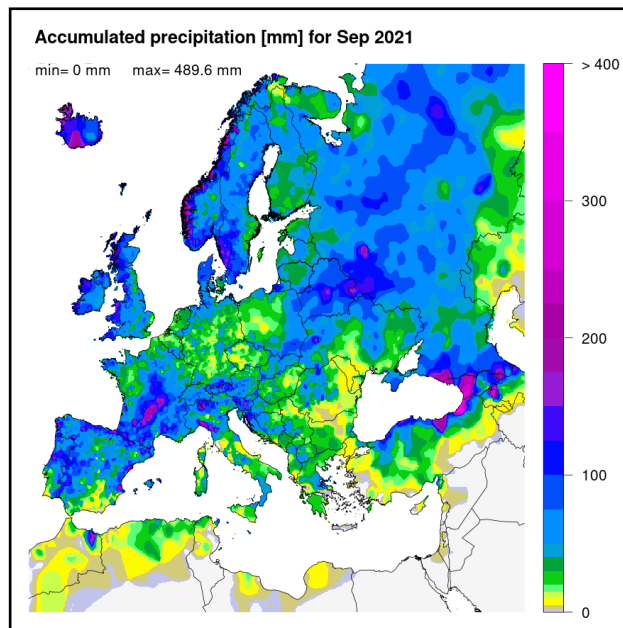 Accumulated precipitation [mm] for Sep 2021
min= 0 mm max= 489.6 mm
> 400
300
200
100
0